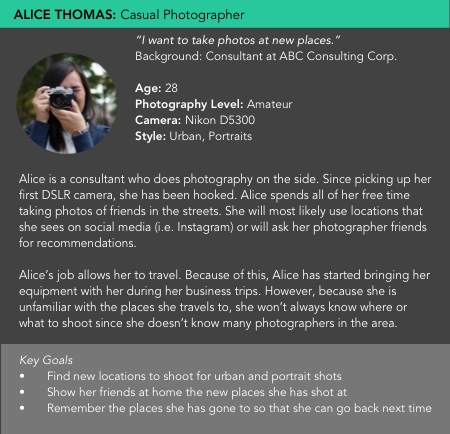 ALICE THOMAS: Casual Photographer
"I want to take photos at new places."
Background: Consultant at ABC Consulting Corp.
Age: 28
Photography Level: Amateur
Camera: Nikon D5300
Style: Urban, Portraits
Alice is a consultant who does photography on the side. Since picking up her
first DSLR camera, she has been hooked. Alice spends all of her free time
taking photos of friends in the streets. She will most likely use locations that
she sees on social media (i.e. Instagram) or will ask her photographer friends
for recommendations.
Alice's job allows her to travel. Because of this, Alice has started bringing her
equipment with her during her business trips. However, because she is
unfamiliar with the places she travels to, she won't always know where or
what to shoot since she doesn't know many photographers in the area.
Key Goals
• Find new locations to shoot for urban and portrait shots
• Show her friends at home the new places she has shot at
• Remember the places she has gone to so that she can go back next time